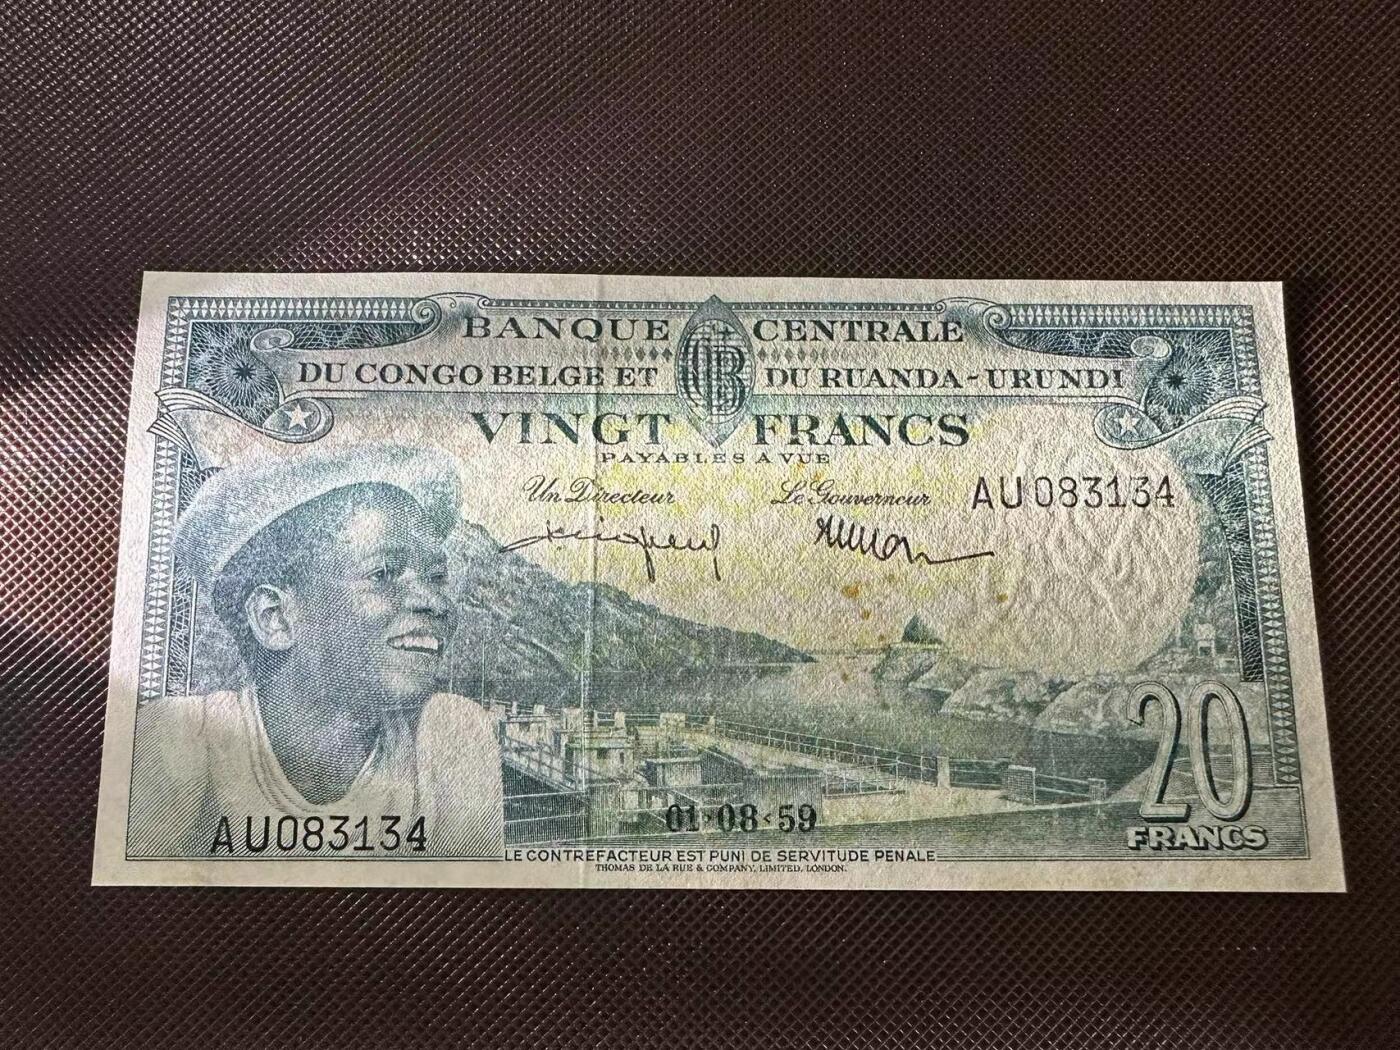 BANQUE CENTRALE
DU CONGO BELGE ET DU RUANDA-URUNDI
VINGT FRANCS
PAYABLES A VUE
Un Directeur Le Gouverneur
AU083134
20
FRANCS
AU083134
01-08-59
LE CONTREFACTEUR EST PUNI DE SERVITUDE PENALE
THOMAS DE LA RUE & COMPANY, LIMITED, LONDON.